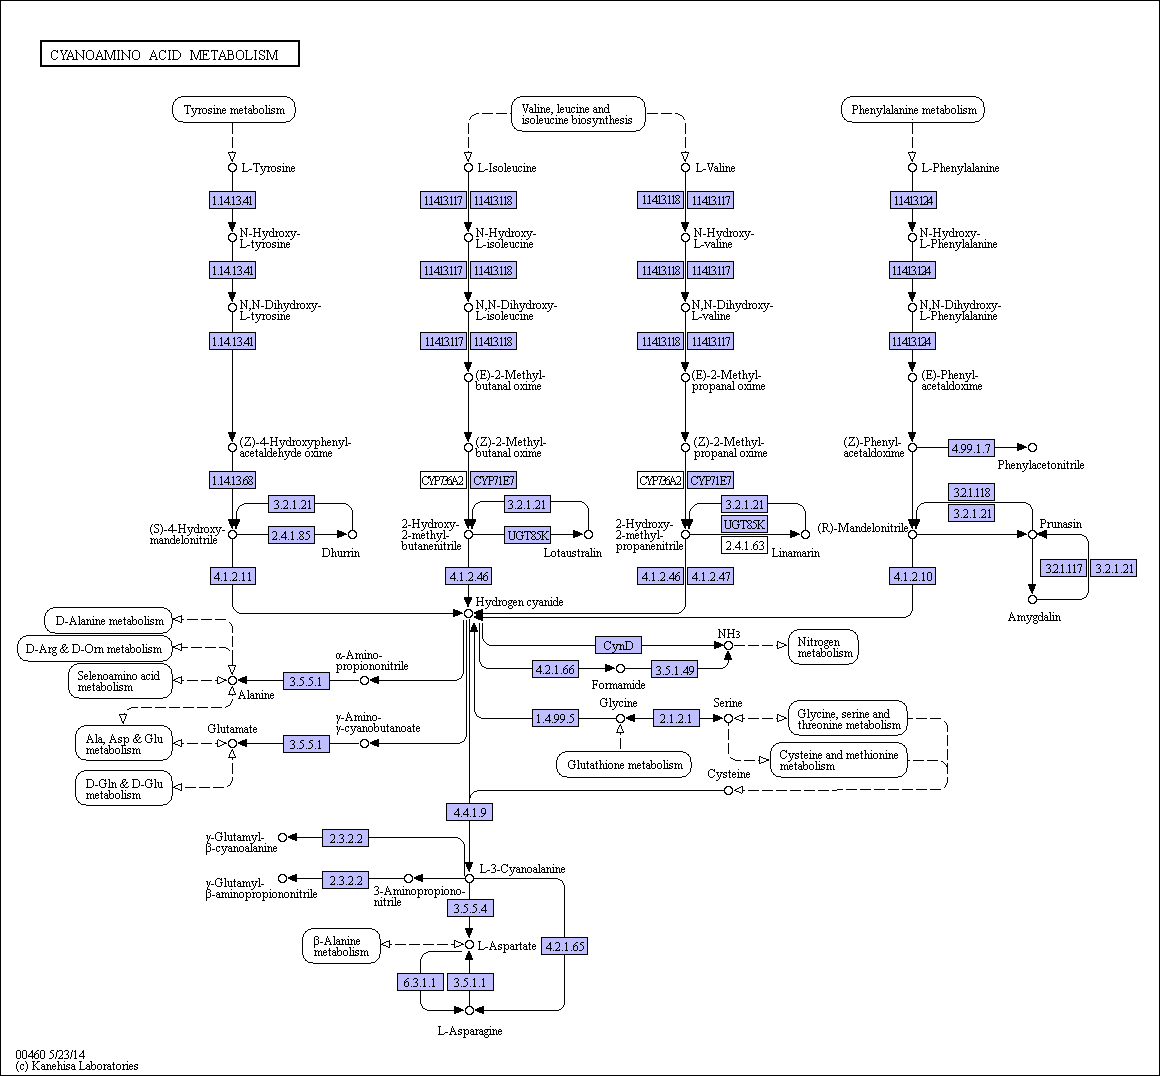 CYANOAMINO ACID METABOLISM
Tyrosine metabolism
Valine, leucine and
isoleucine biosynthesis
Phenylalanine metabolism
L-Tyrosine
L-Isoleucine
L-Valine
L-Phenylalanine
1.14.13.41
1.14.13.117
1.14.13.118
1.14.13.118
1.14.13.117
1.14.13.124
N-Hydroxy-
L-tyrosine
N-Hydroxy-
L-isoleucine
N-Hydroxy-
L-valine
N-Hydroxy-
L-Phenylalanine
1.14.13.41
1.14.13.117
1.14.13.118
1.14.13.118
1.14.13.117
1.14.13.124
N,N-Dihydroxy-
L-tyrosine
N,N-Dihydroxy-
L-isoleucine
N,N-Dihydroxy-
L-valine
N,N-Dihydroxy-
L-Phenylalanine
1.14.13.41
1.14.13.117
1.14.13.118
1.14.13.118
1.14.13.117
1.14.13.124
(E)-2-Methyl-
butanal oxime
(E)-2-Methyl-
propanal oxime
(E)-Phenyl-
acetaldoxime
(Z)-4-Hydroxyphenyl-
acetaldehyde oxime
(Z)-2-Methyl-
butanal oxime
(Z)-2-Methyl-
propanal oxime
(Z)-Phenyl-
acetaldoxime
4.99.1.7
Phenylacetonitrile
1.14.13.68
CYP736A2
CYP71E7
CYP736A2
CYP71E7
3.2.1.21
3.2.1.21
3.2.1.21
3.2.1.118
3.2.1.21
(S)-4-Hydroxy-
mandelonitrile
2.4.1.85
Dhurrin
2-Hydroxy-
2-methyl-
butanenitrile
UGT85K
Lotaustralin
2-Hydroxy-
2-methyl-
propanenitrile
UGT85K
2.4.1.63
Linamarin
(R)-Mandelonitrile
Prunasin
4.1.2.11
4.1.2.46
4.1.2.46
4.1.2.47
4.1.2.10
3.2.1.117
3.2.1.21
Hydrogen cyanide
Amygdalin
D-Alanine metabolism
D-Arg & D-Orn metabolism
Selenoamino acid
metabolism
Alanine
3.5.5.1
α-Amino-
propiononitrile
CynD
NH3
Nitrogen
metabolism
4.2.1.66
Formamide
3.5.1.49
Ala, Asp & Glu
metabolism
Glutamate
3.5.5.1
γ-Amino-
γ-cyanobutanoate
1.4.99.5
Glycine
2.1.2.1
Serine
Glycine, serine and
threonine metabolism
Glutathione metabolism
Cysteine and methionine
metabolism
Cysteine
D-Gln & D-Glu
metabolism
4.4.1.9
γ-Glutamyl-
β-cyanoalanine
2.3.2.2
L-3-Cyanoalanine
γ-Glutamyl-
β-aminopropiononitrile
2.3.2.2
3-Aminopropiono-
nitrile
3.5.5.4
β-Alanine
metabolism
L-Aspartate
4.2.1.65
6.3.1.1
3.5.1.1
L-Asparagine
00460 5/23/14
(c) Kanehisa Laboratories